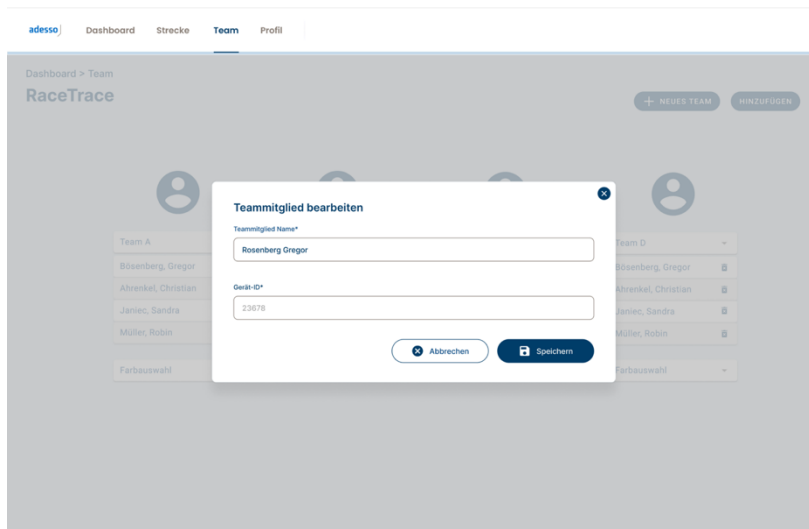 adesso
Dashboard Strecke Team Profil
Dashboard > Team
RaceTrace
NEUES TEAM HINZUFÜGEN
Teammitglied bearbeiten
Teammitglied Name*
Rosenberg Gregor
Gerät-ID*
23678
Abbrechen Speichern
Team A Team D
Bösenberg, Gregor Bösenberg, Gregor
Ahrenkel, Christian Ahrenkel, Christian
Janiec, Sandra Janiec, Sandra
Müller, Robin Müller, Robin
Farbauswahl Farbauswahl